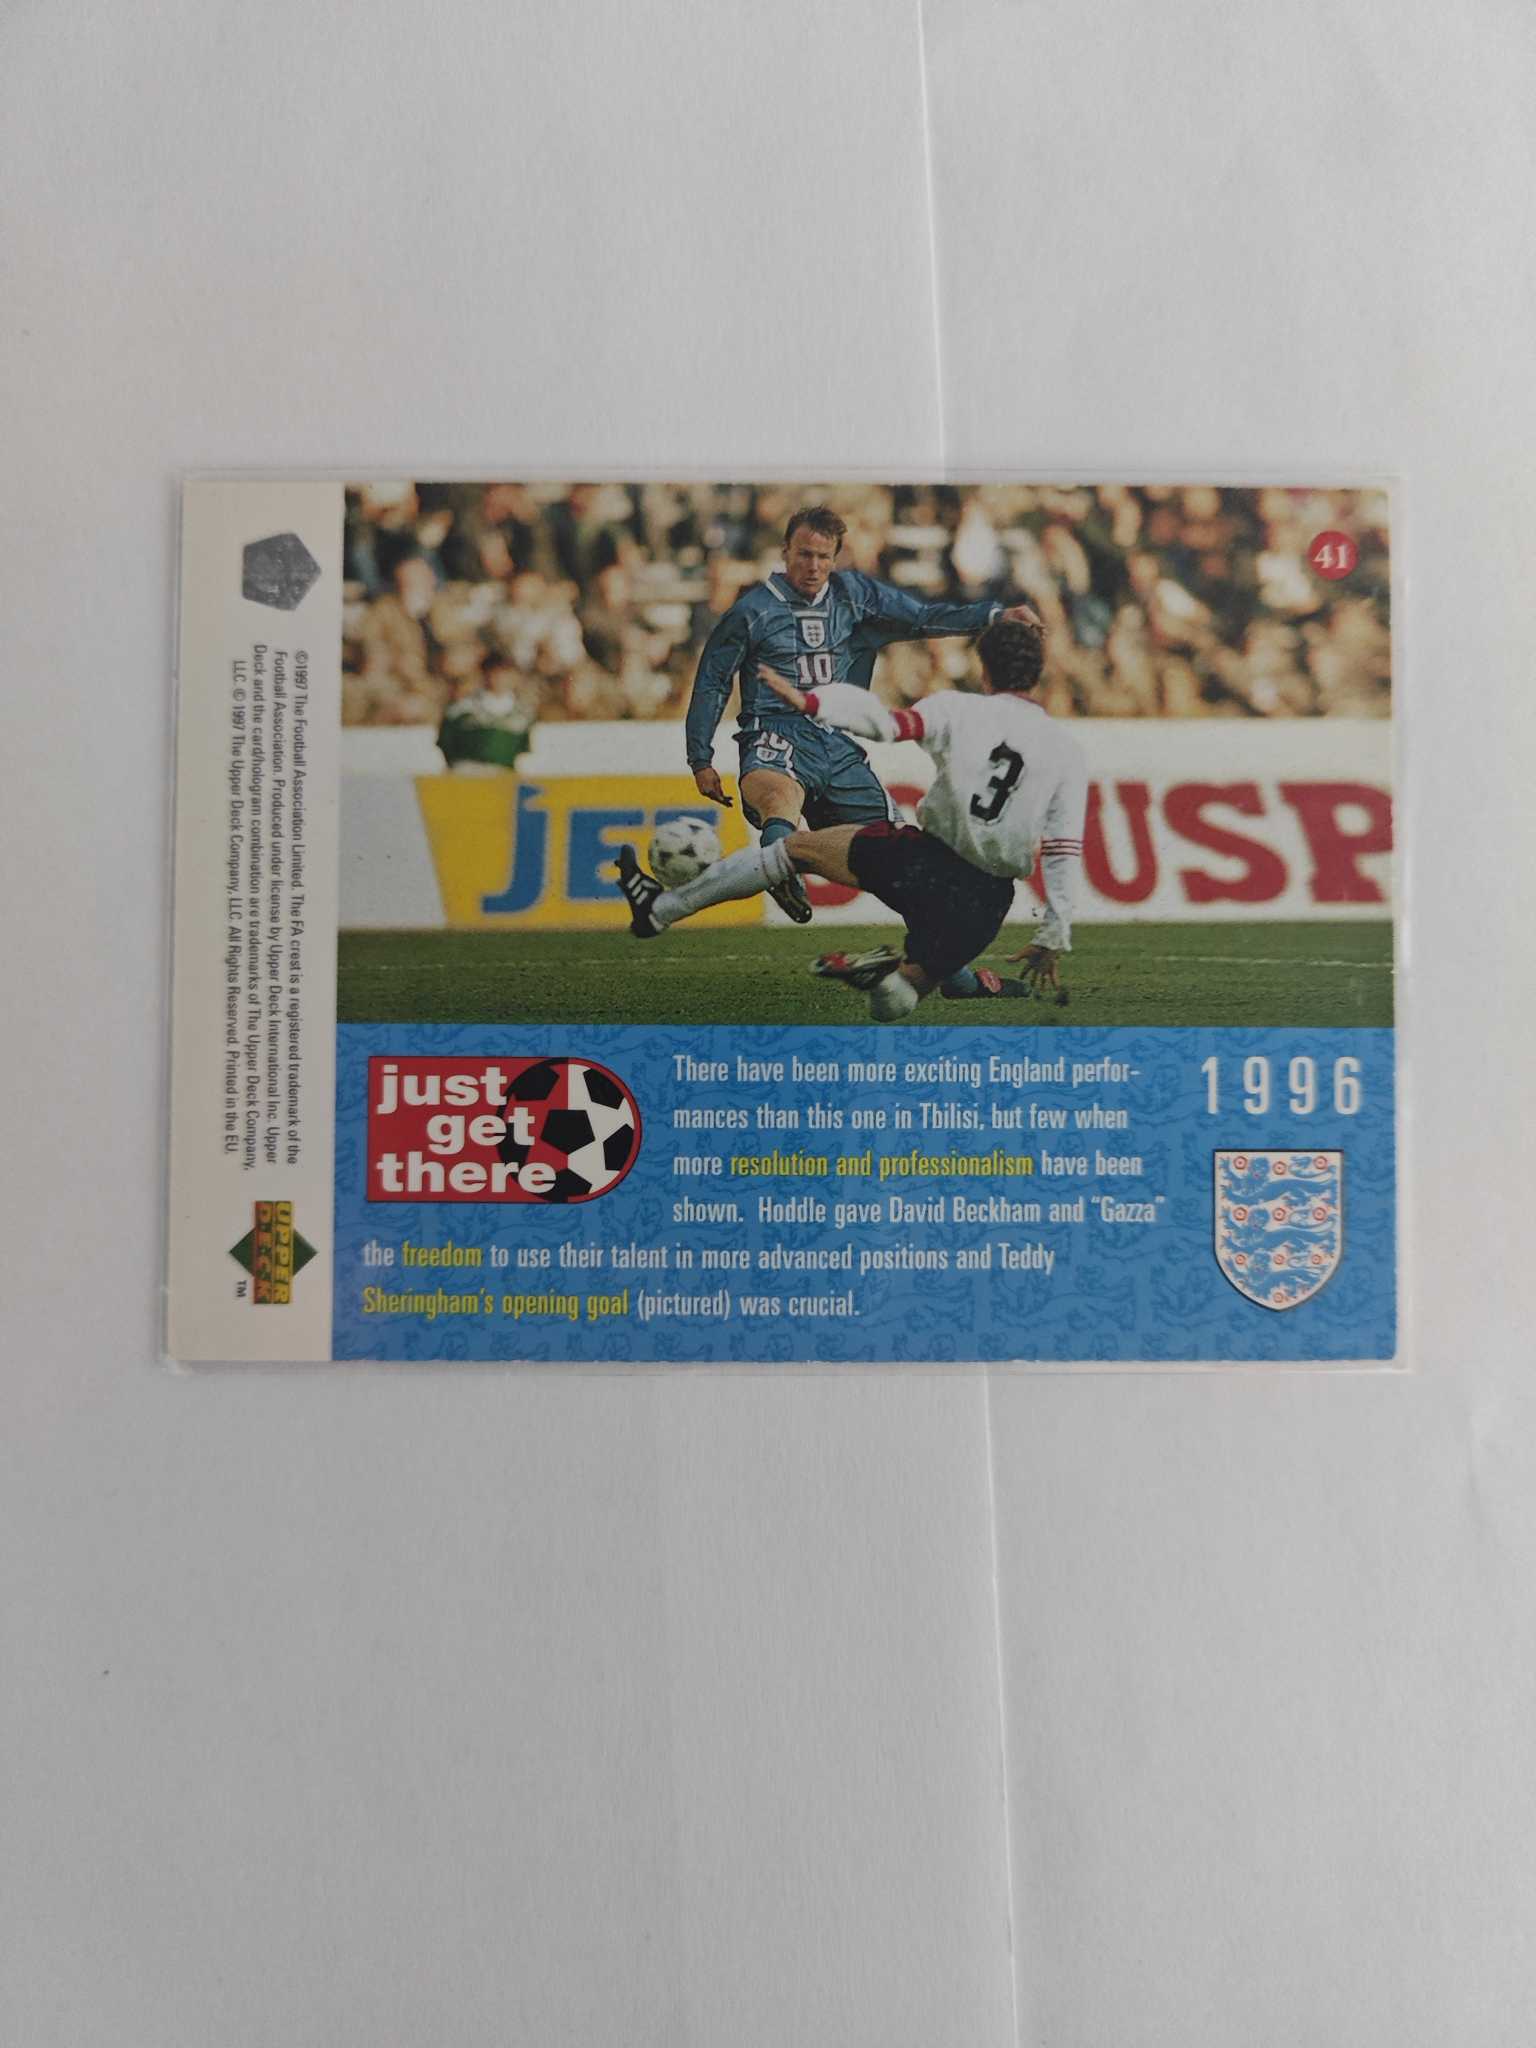 41
10
10
3
JET
USP
just
get
there
1996
There have been more exciting England perfor-
mances than this one in Tbilisi, but few when
more resolution and professionalism have been
shown. Hoddle gave David Beckham and “Gazza”
the freedom to use their talent in more advanced positions and Teddy
Sheringham's opening goal (pictured) was crucial.
©1997 The Football Association Limited. The FA crest is a registered trademark of the
Football Association. Produced under license by Upper Deck International Inc. Upper
Deck and the card/hologram combination are trademarks of The Upper Deck Company,
LLC. © 1997 The Upper Deck Company, LLC. All Rights Reserved. Printed in the EU.
UPPER
DECK
TM